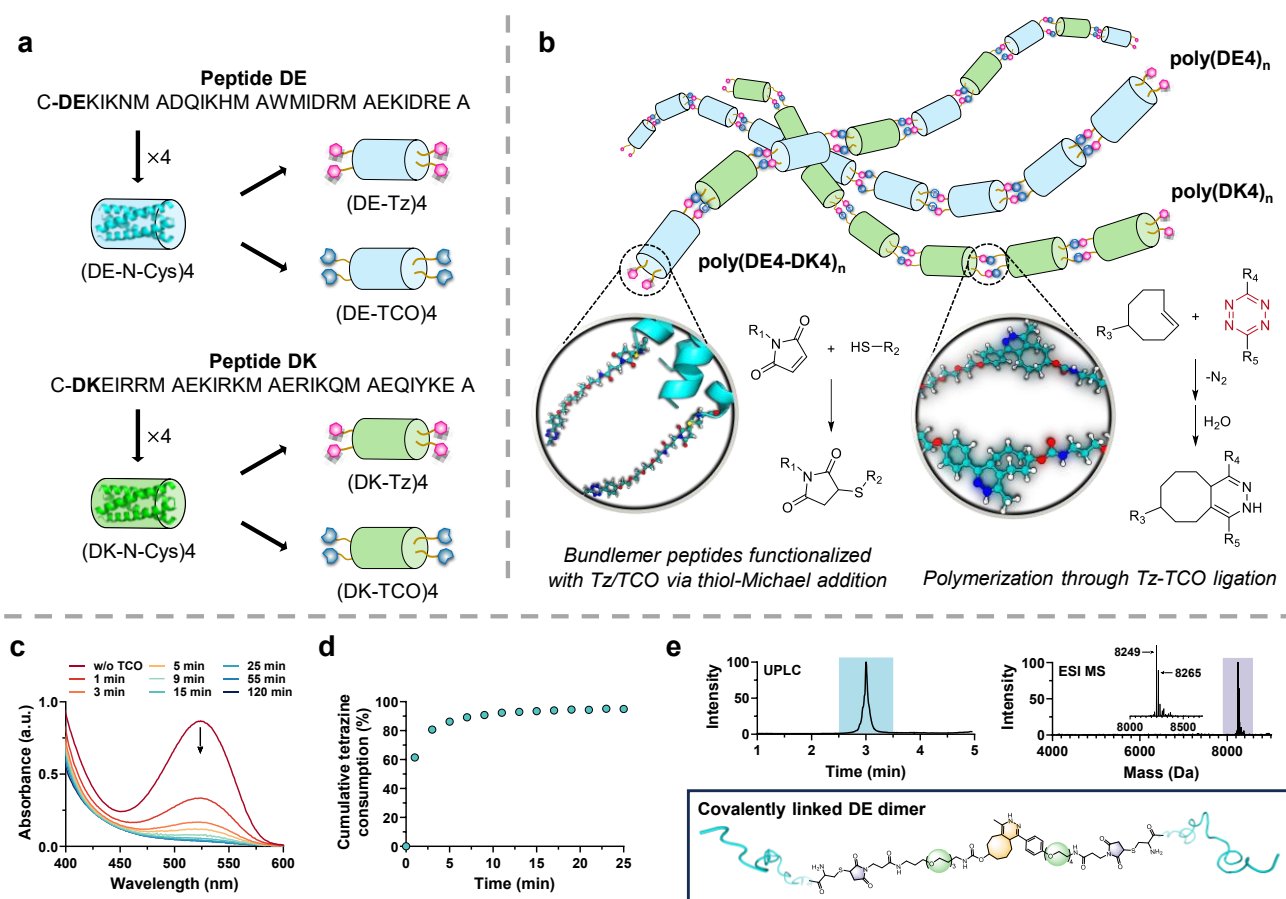 a
Peptide DE
C-DEKIKNM ADQIKHM AWMIDRM AEKIDRE A
×4
(DE-N-Cys)4
(DE-Tz)4
(DE-TCO)4
Peptide DK
C-DKEIRRM AEKIRKM AERIKQM AEQIYKE A
×4
(DK-N-Cys)4
(DK-Tz)4
(DK-TCO)4
b
poly(DE4)n
poly(DK4)n
poly(DE4-DK4)n
R1
N
O
O
+
HS-R2
R1
N
O
O
S
R2
R3
+
R4
N
N
N
N
R5
-N2
H2O
R4
N
NH
R3
R5
Bundlemer peptides functionalized
with Tz/TCO via thiol-Michael addition
Polymerization through Tz-TCO ligation
c
w/o TCO
1 min
3 min
5 min
9 min
15 min
25 min
55 min
120 min
Absorbance (a.u.)
1.0
0.5
0.0
400
450
500
550
600
Wavelength (nm)
d
Cumulative tetrazine
consumption (%)
100
80
60
40
20
0
0
5
10
15
20
25
Time (min)
e
UPLC
Intensity
100
50
0
1
2
3
4
5
Time (min)
ESI MS
Intensity
100
50
0
8249
8265
8000
8500
4000
6000
8000
Mass (Da)
Covalently linked DE dimer